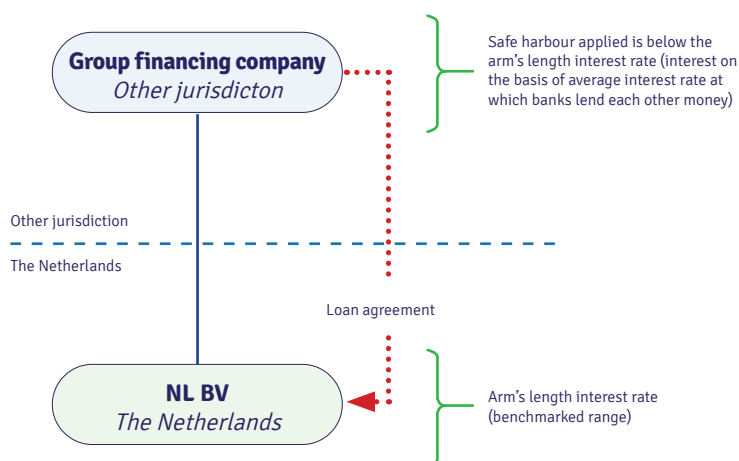 Group financing company
Other jurisdicton
Safe harbour applied is below the
arm's length interest rate (interest on
the basis of average interest rate at
which banks lend each other money)
Other jurisdiction
The Netherlands
Loan agreement
NL BV
The Netherlands
Arm's length interest rate
(benchmarked range)